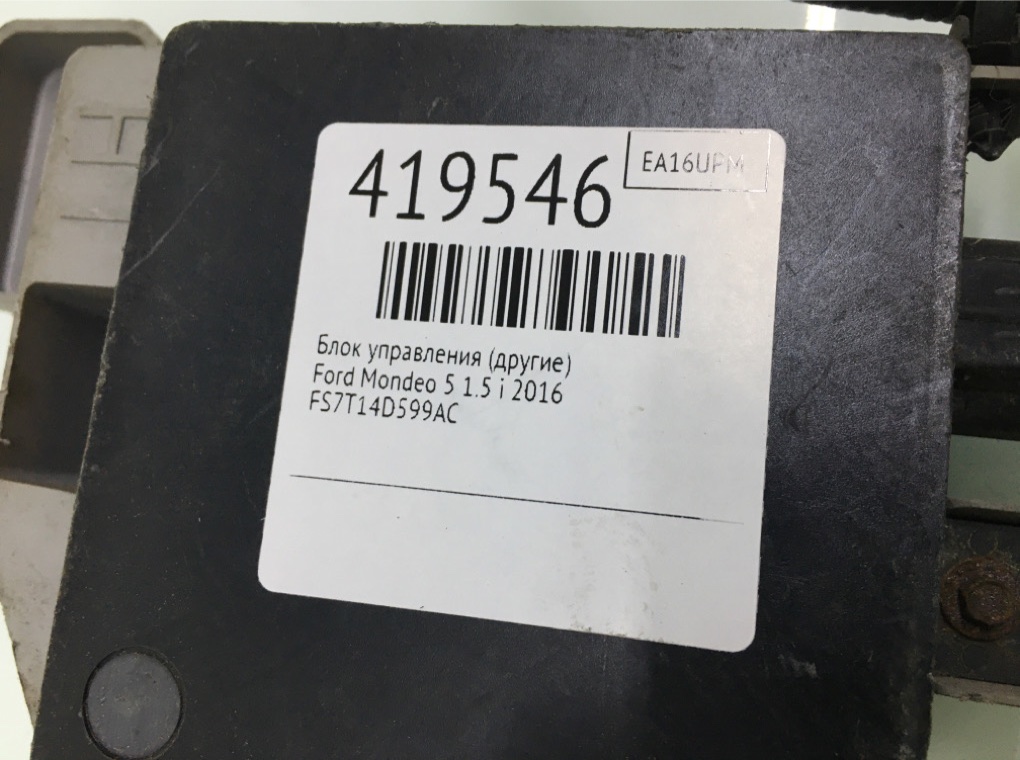 419546
EA16UPM
Блок управления (другие)
Ford Mondeo 5 1.5 i 2016
FS7T14D599AC